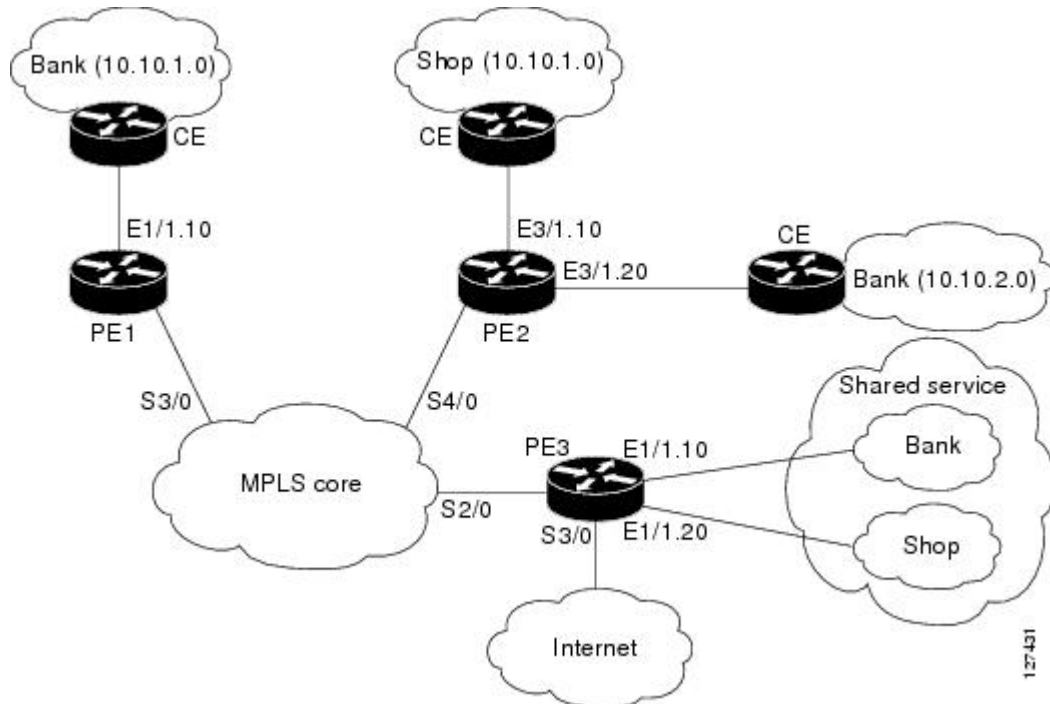 Bank (10.10.1.0)
Shop (10.10.1.0)
CE
CE
E1/1.10
E3/1.10
CE
E3/1.20
Bank (10.10.2.0)
PE1
PE2
Shared service
S3/0
S4/0
Bank
PE3
E1/1.10
MPLS core
S2/0
S3/0
E1/1.20
Shop
Internet
127431